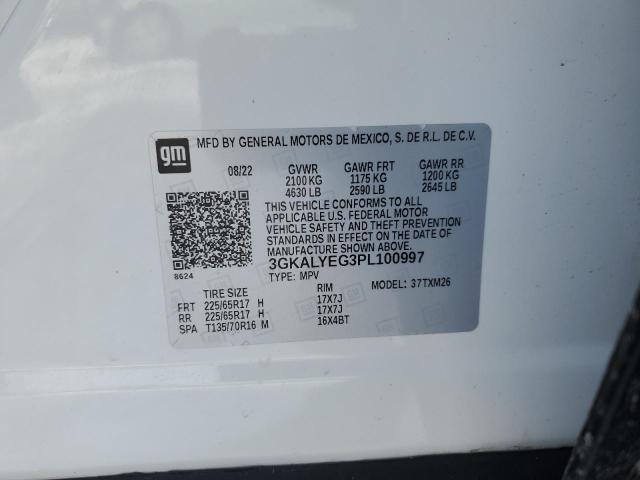 gm
MFD BY GENERAL MOTORS DE MEXICO, S. DE R.L. DE C.V.
08/22 GVWR GAWR FRT GAWR RR
2100 KG 1175 KG 1200 KG
4630 LB 2590 LB 2645 LB
THIS VEHICLE CONFORMS TO ALL
APPLICABLE U.S. FEDERAL MOTOR
VEHICLE SAFETY AND THEFT PREVENTION
STANDARDS IN EFFECT ON THE DATE OF
MANUFACTURE SHOWN ABOVE.
3GKALYEG3PL100997
8624
TYPE: MPV MODEL: 37TXM26
TIRE SIZE RIM
FRT 225/65R17 H 17X7J
RR 225/65R17 H 17X7J
SPA T135/70R16 M 16X4BT